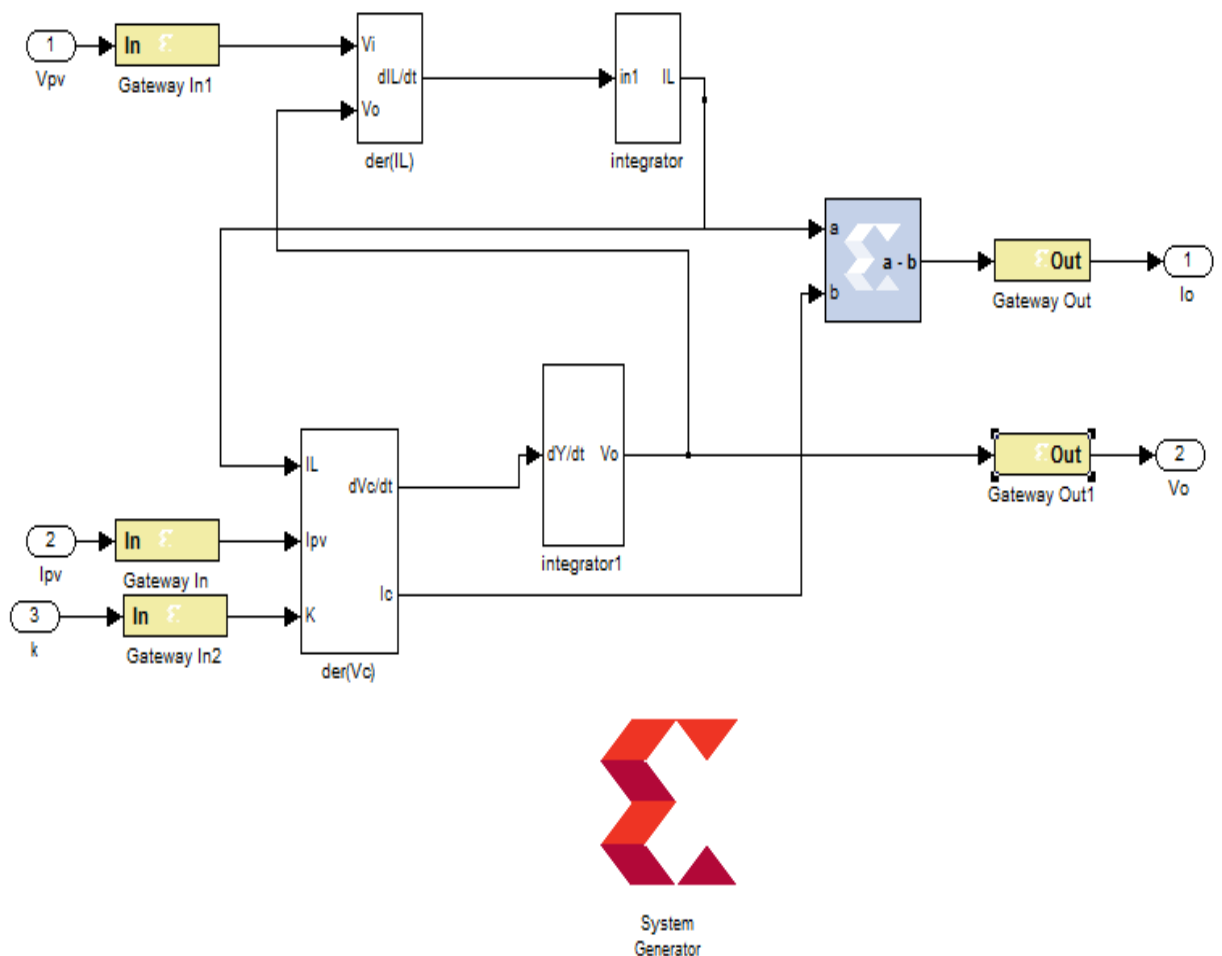 1
Vpv
In
Gateway In1
Vi
Vo
dIL/dt
der(IL)
in1
IL
integrator
a
b
a - b
Out
Gateway Out
1
Io
IL
Ipv
K
dVc/dt
Ic
der(Vc)
dY/dt
Vo
integrator1
Out
Gateway Out1
2
Vo
2
Ipv
In
Gateway In
3
k
In
Gateway In2
System
Generator